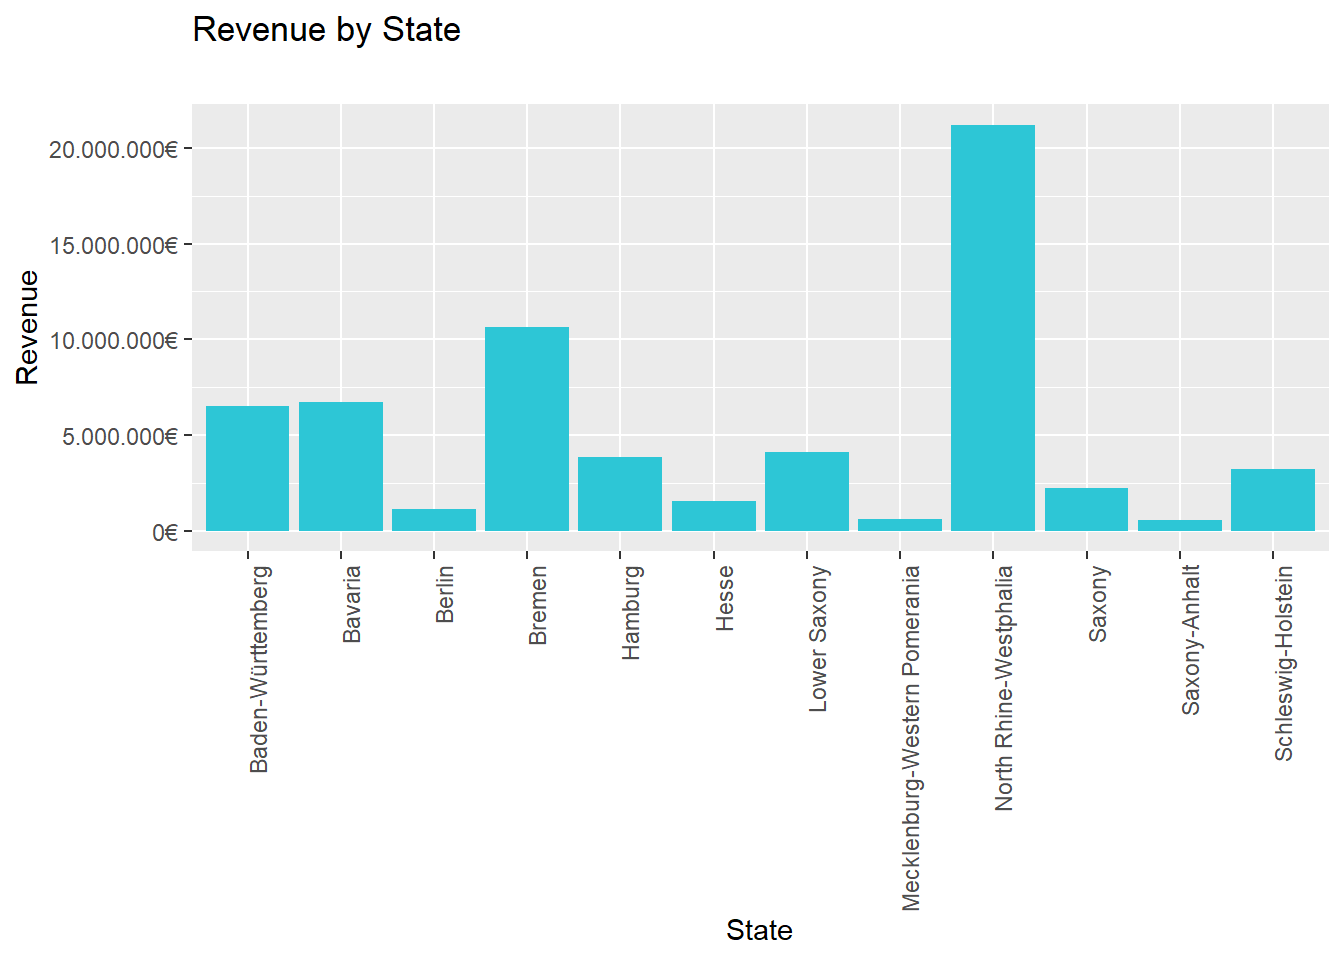 Revenue by State
Revenue
20.000.000€
15.000.000€
10.000.000€
5.000.000€
0€
Baden-Württemberg
Bavaria
Berlin
Bremen
Hamburg
Hesse
Lower Saxony
Mecklenburg-Western Pomerania
North Rhine-Westphalia
Saxony
Saxony-Anhalt
Schleswig-Holstein
State